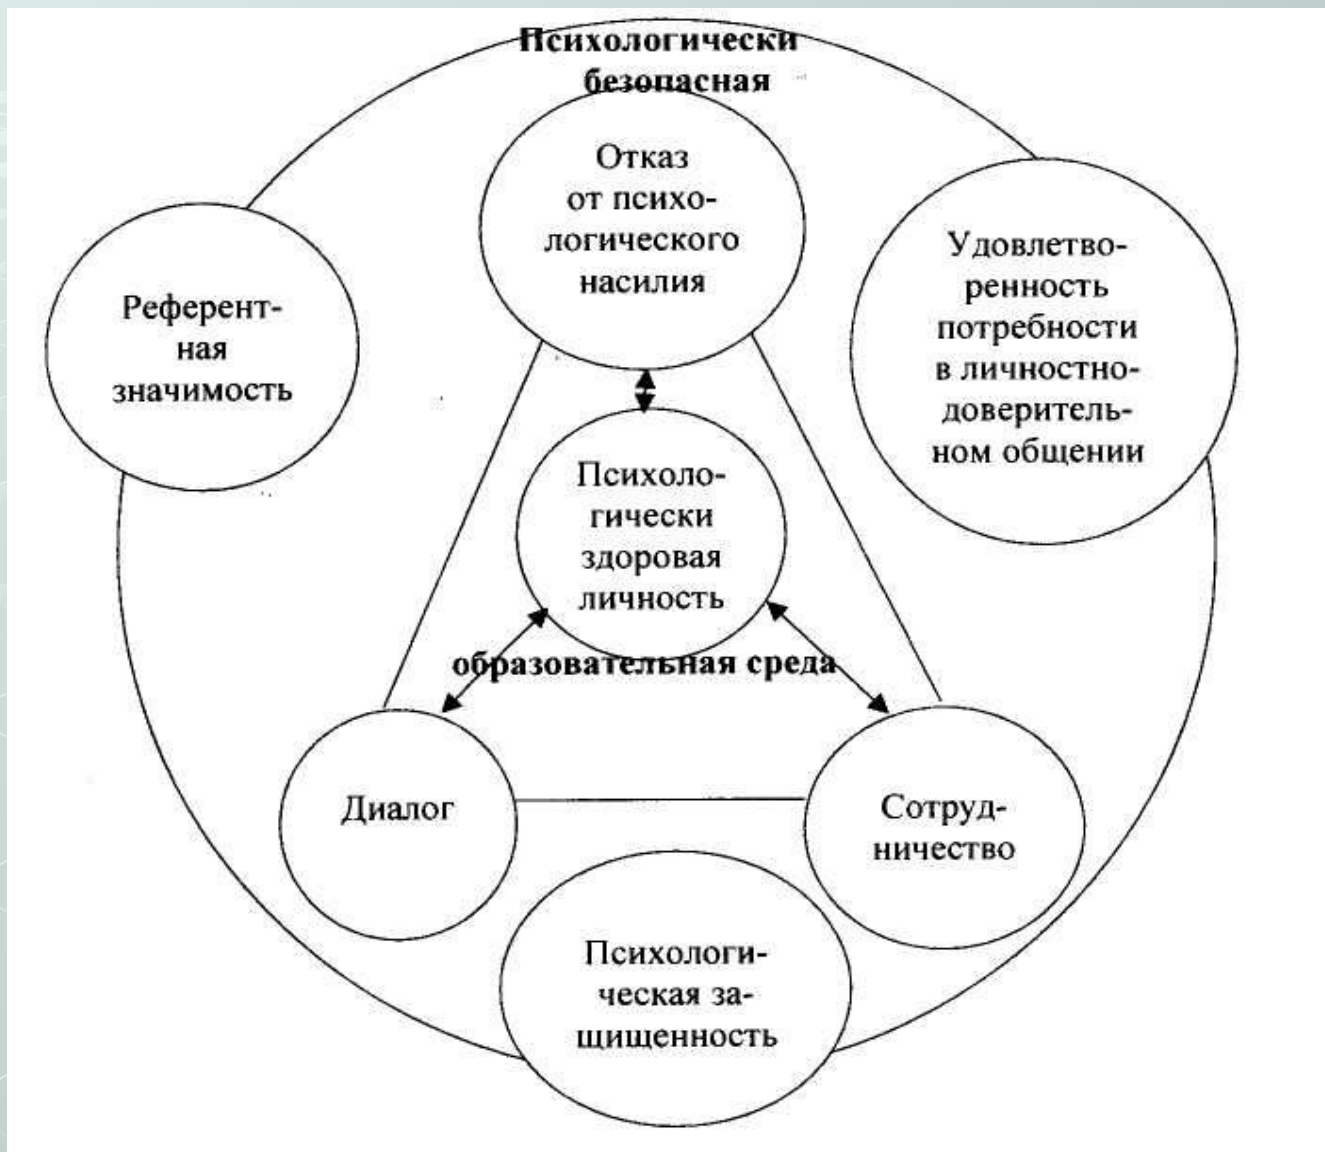 Психологически
безопасная
Отказ
от психо-
логического
насилия
Референт-
ная
значимость
Удовлетво-
ренность
потребности
в личностно-
доверитель-
ном общении
Психоло-
гически
здоровая
личность
образовательная среда
Диалог
Сотруд-
ничество
Психологи-
ческая за-
щищенность